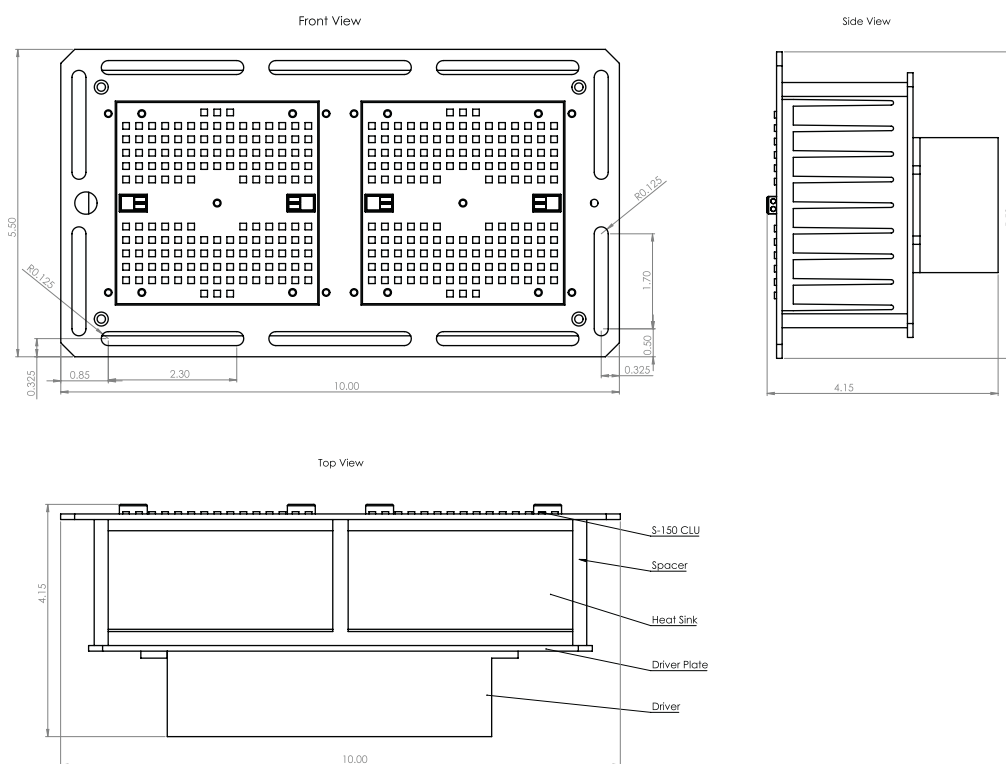 Front View
Side View
5.50
R0.125
R0.125
1.70
0.50
0.325
0.85
2.30
0.325
10.00
4.15
Top View
S-150 CLU
Spacer
4.15
Heat Sink
Driver Plate
Driver
10.00